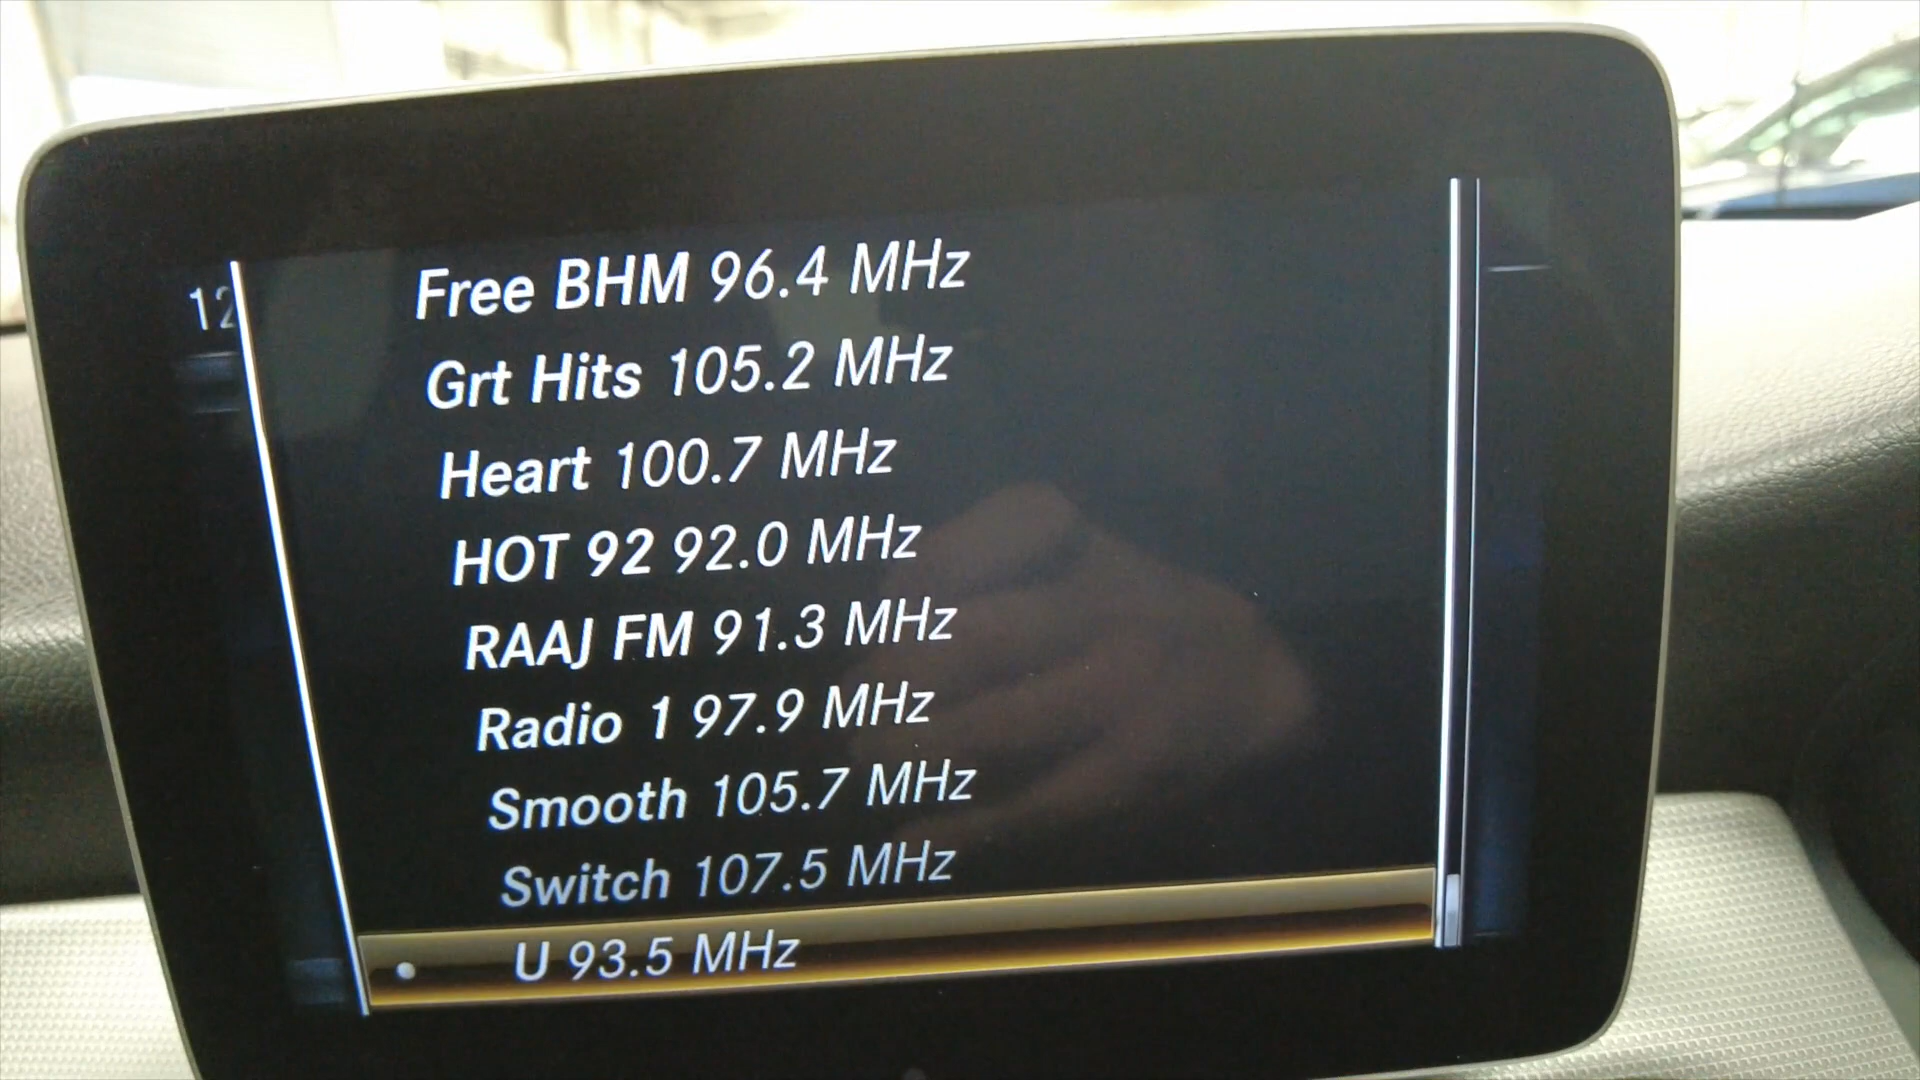 12
Free BHM 96.4 MHz
Grt Hits 105.2 MHz
Heart 100.7 MHz
HOT 92 92.0 MHz
RAAJ FM 91.3 MHz
Radio 1 97.9 MHz
Smooth 105.7 MHz
Switch 107.5 MHz
U 93.5 MHz